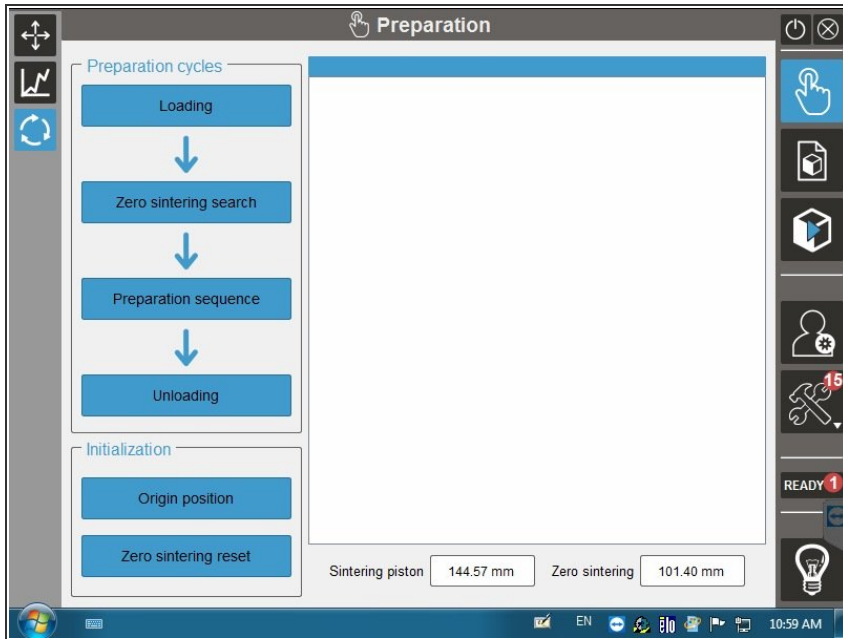 Preparation
Preparation cycles
Loading
Zero sintering search
Preparation sequence
Unloading
Initialization
Origin position
Zero sintering reset
Sintering piston 144.57 mm Zero sintering 101.40 mm
15
READY 1
EN 10:59 AM